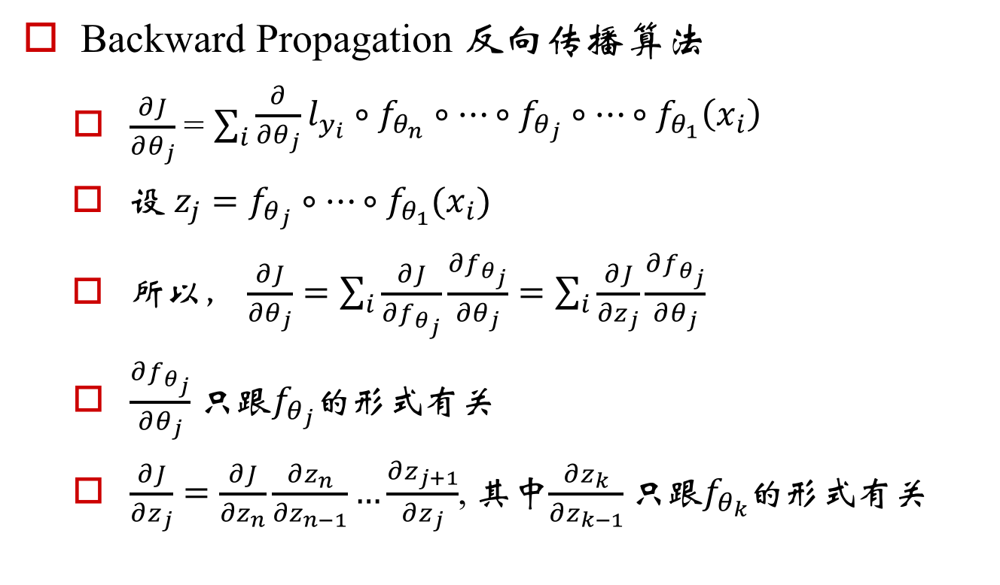 Backward Propagation 反向传播算法
$\frac{\partial J}{\partial \theta_j} = \sum_i \frac{\partial}{\partial \theta_j} l_{y_i} \circ f_{\theta_n} \circ \cdots \circ f_{\theta_j} \circ \cdots \circ f_{\theta_1}(x_i)$
设 $z_j = f_{\theta_j} \circ \cdots \circ f_{\theta_1}(x_i)$
所以, $\frac{\partial J}{\partial \theta_j} = \sum_i \frac{\partial J}{\partial f_{\theta_j}} \frac{\partial f_{\theta_j}}{\partial \theta_j} = \sum_i \frac{\partial J}{\partial z_j} \frac{\partial f_{\theta_j}}{\partial \theta_j}$
$\frac{\partial f_{\theta_j}}{\partial \theta_j}$ 只跟$f_{\theta_j}$的形式有关
$\frac{\partial J}{\partial z_j} = \frac{\partial J}{\partial z_n} \frac{\partial z_n}{\partial z_{n-1}} \ldots \frac{\partial z_{j+1}}{\partial z_j}$, 其中$\frac{\partial z_k}{\partial z_{k-1}}$ 只跟$f_{\theta_k}$的形式有关